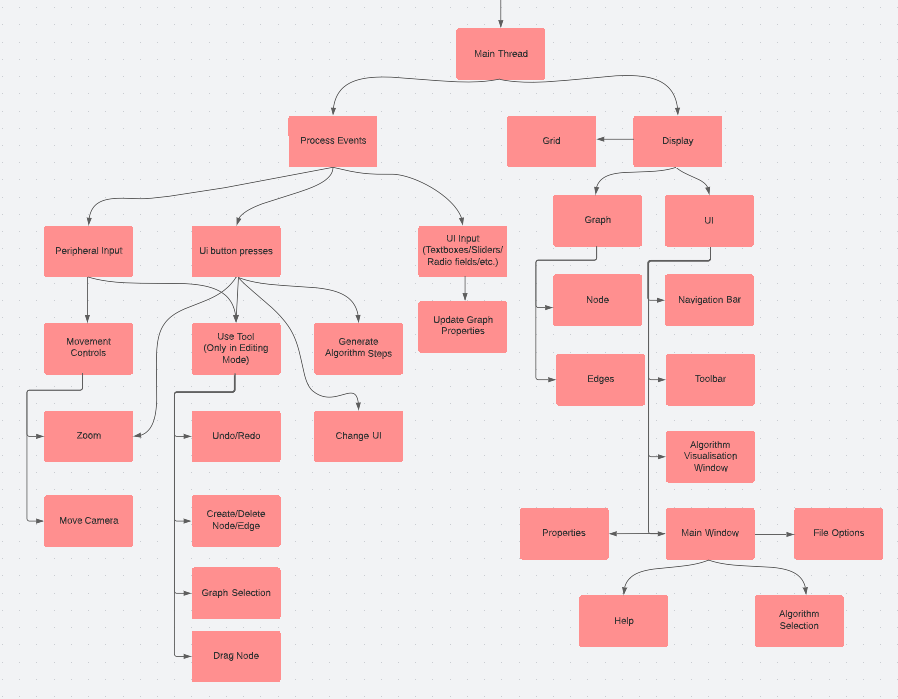 Main Thread
Process Events
Grid
Display
Graph
UI
Peripheral Input
Ui button presses
UI Input
(Textboxes/Sliders/
Radio fields/etc.)
Node
Navigation Bar
Update Graph
Properties
Movement
Controls
Use Tool
(Only in Editing
Mode)
Generate
Algorithm Steps
Edges
Toolbar
Zoom
Undo/Redo
Change UI
Algorithm
Visualisation
Window
Move Camera
Create/Delete
Node/Edge
Properties
Main Window
File Options
Graph Selection
Help
Algorithm
Selection
Drag Node